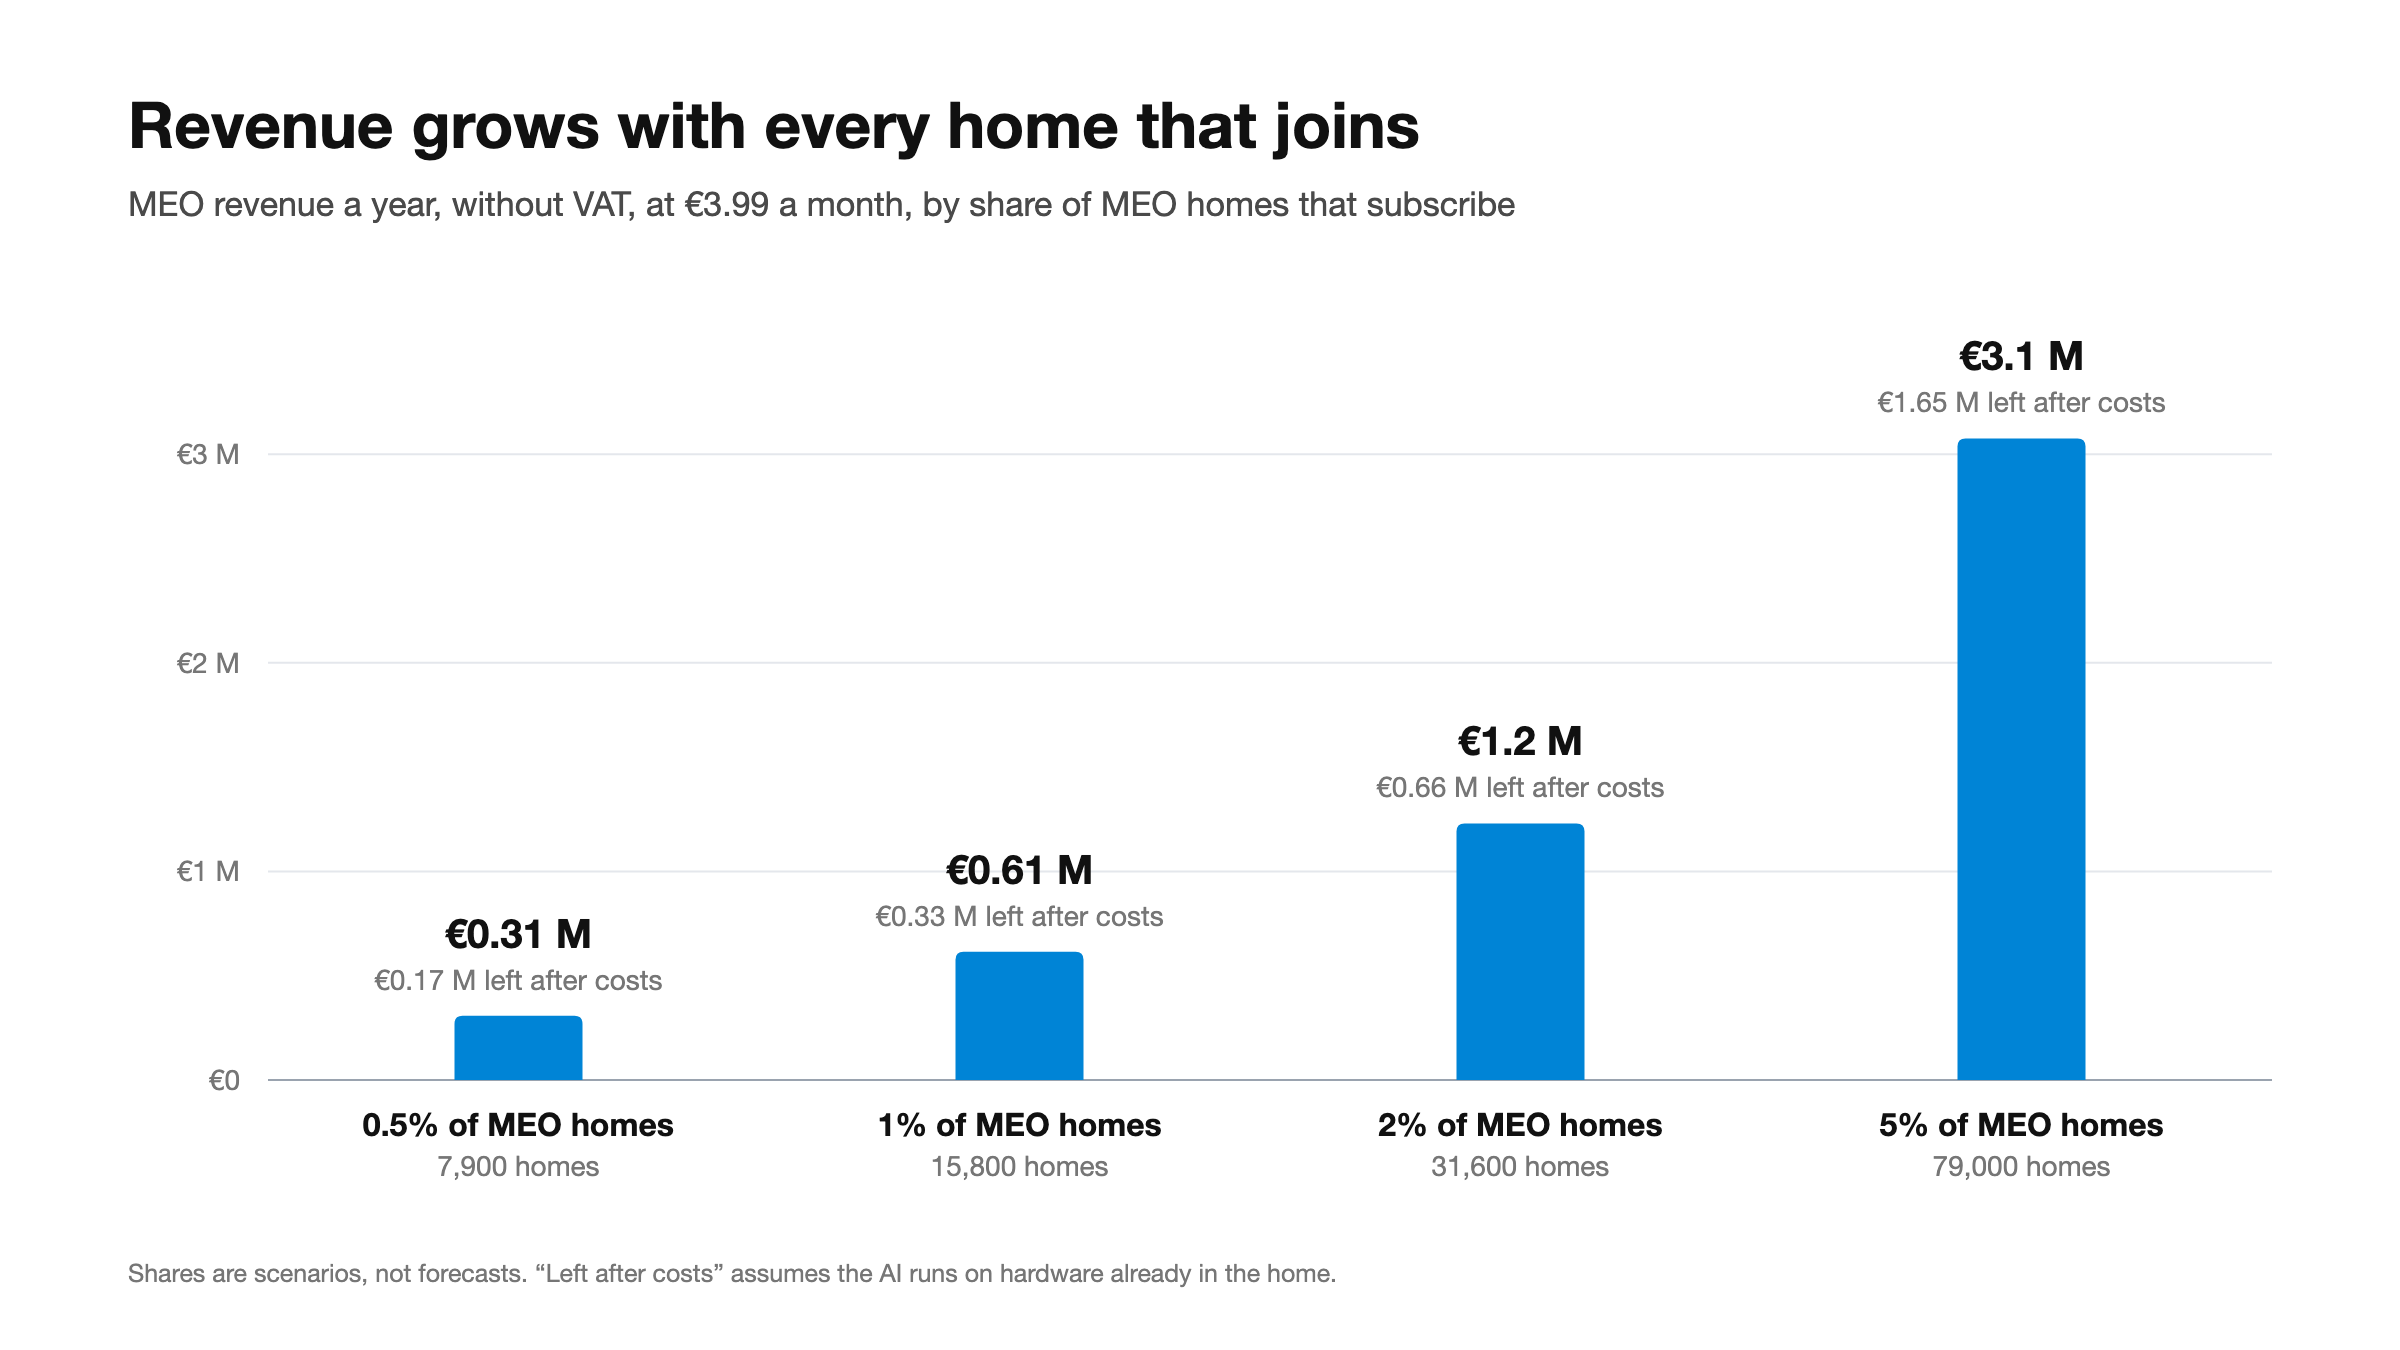 Revenue grows with every home that joins
MEO revenue a year, without VAT, at €3.99 a month, by share of MEO homes that subscribe
€3.1 M
€1.65 M left after costs
€3 M
€2 M
€1.2 M
€0.66 M left after costs
€1 M
€0.61 M
€0.33 M left after costs
€0.31 M
€0.17 M left after costs
€0
0.5% of MEO homes
7,900 homes
1% of MEO homes
15,800 homes
2% of MEO homes
31,600 homes
5% of MEO homes
79,000 homes
Shares are scenarios, not forecasts. “Left after costs” assumes the AI runs on hardware already in the home.